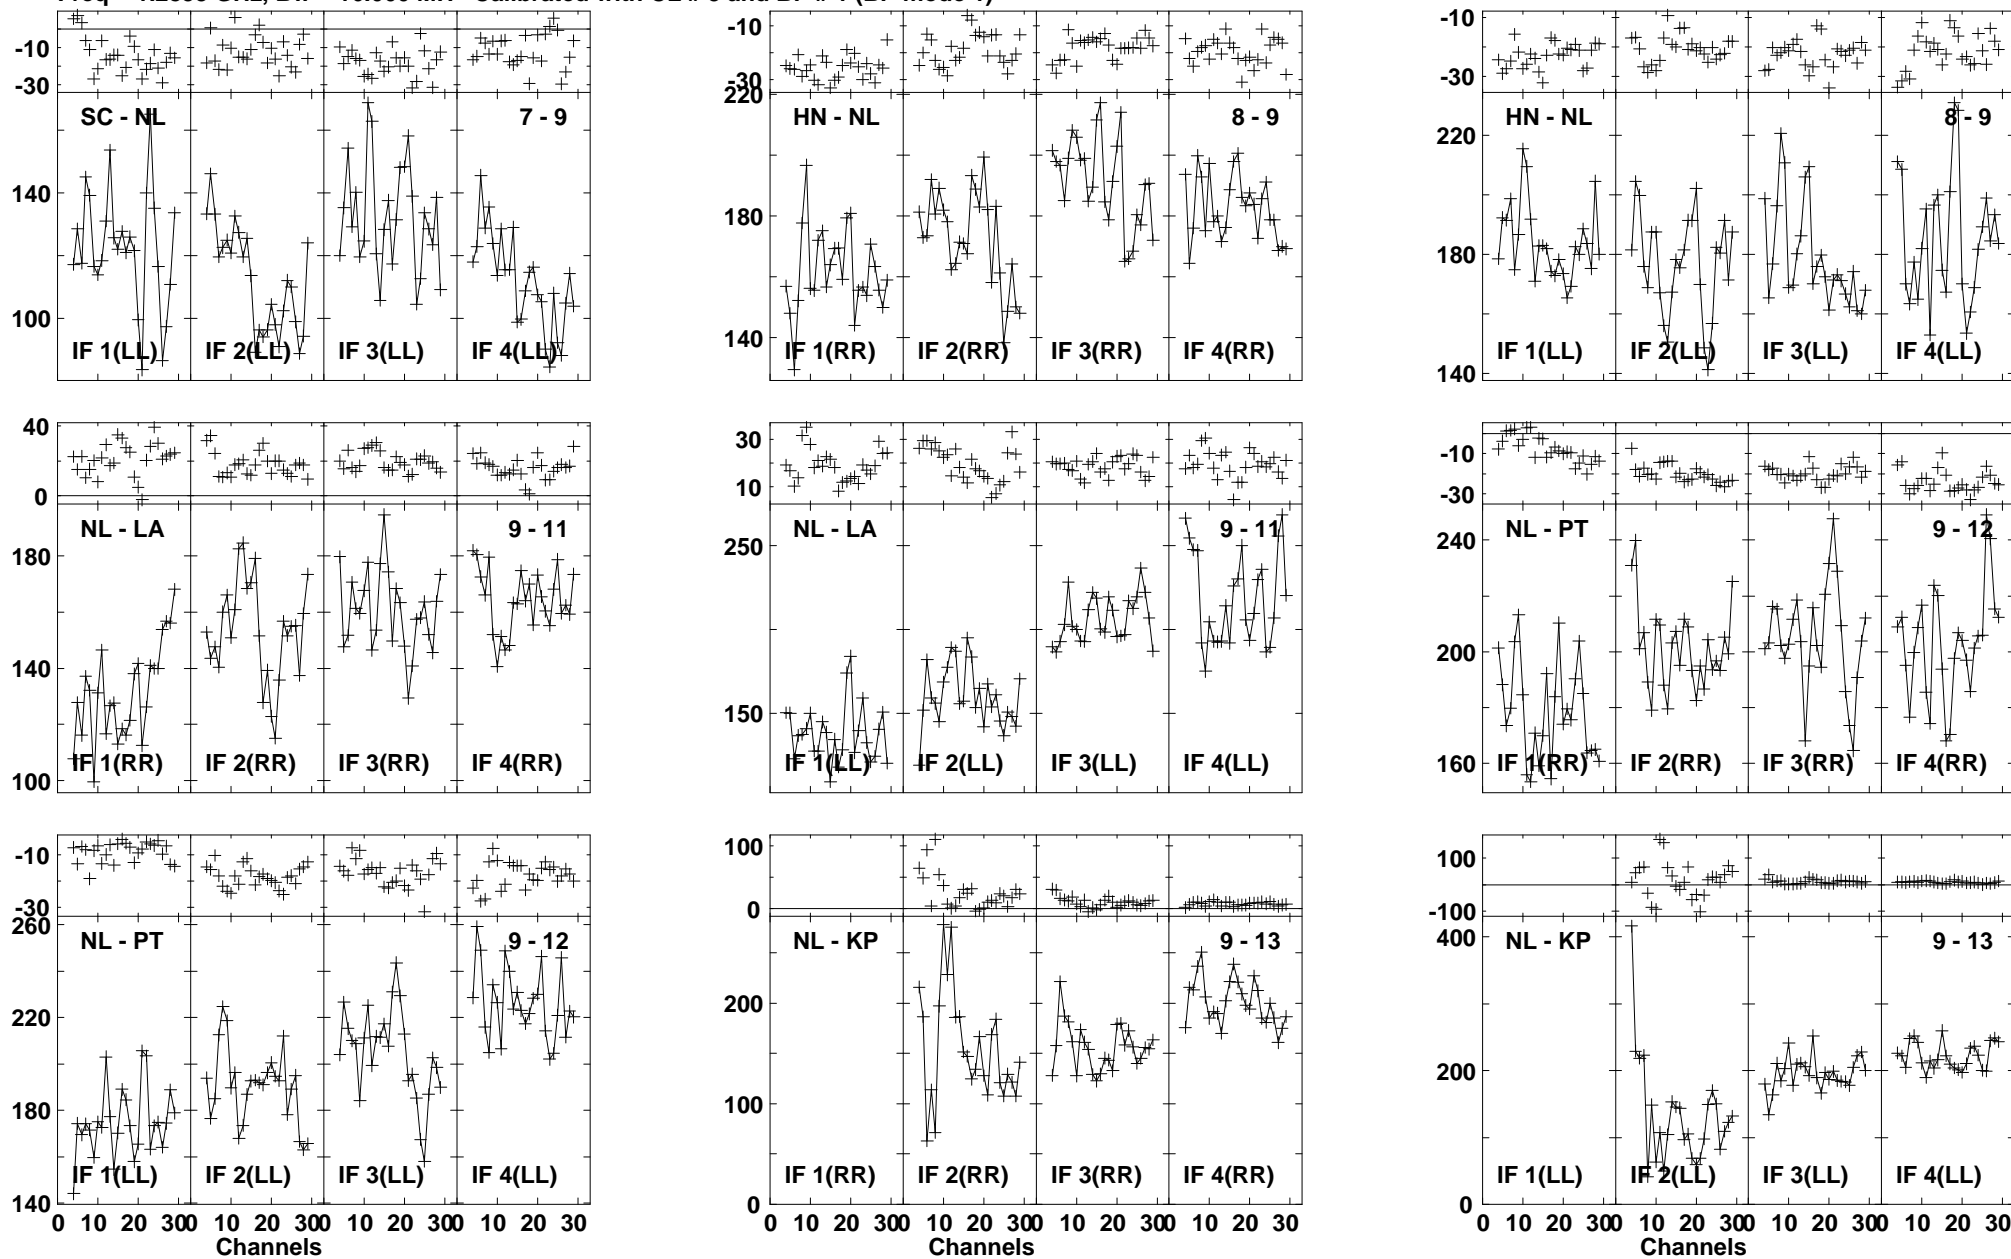 -10
-30
SC - NL
7 - 9
140
100
IF 1(LL)
IF 2(LL)
IF 3(LL)
IF 4(LL)
-10
-30
220
HN - NL
8 - 9
180
140
IF 1(RR)
IF 2(RR)
IF 3(RR)
IF 4(RR)
-10
-30
HN - NL
8 - 9
220
180
140
IF 1(LL)
IF 2(LL)
IF 3(LL)
IF 4(LL)
40
0
NL - LA
9 - 11
180
140
100
IF 1(RR)
IF 2(RR)
IF 3(RR)
IF 4(RR)
30
10
NL - LA
9 - 11
250
150
IF 1(LL)
IF 2(LL)
IF 3(LL)
IF 4(LL)
-10
-30
NL - PT
9 - 12
240
200
160
IF 1(RR)
IF 2(RR)
IF 3(RR)
IF 4(RR)
-10
-30
260
NL - PT
9 - 12
220
180
140
IF 1(LL)
IF 2(LL)
IF 3(LL)
IF 4(LL)
0 10 20 30 0 10 20 30 0 10 20 30 0 10 20 30
Channels
100
0
NL - KP
9 - 13
200
100
0
IF 1(RR)
IF 2(RR)
IF 3(RR)
IF 4(RR)
0 10 20 30 0 10 20 30 0 10 20 30 0 10 20 30
Channels
100
-100
NL - KP
9 - 13
400
200
0
IF 1(LL)
IF 2(LL)
IF 3(LL)
IF 4(LL)
0 10 20 30 0 10 20 30 0 10 20 30 0 10 20 30
Channels